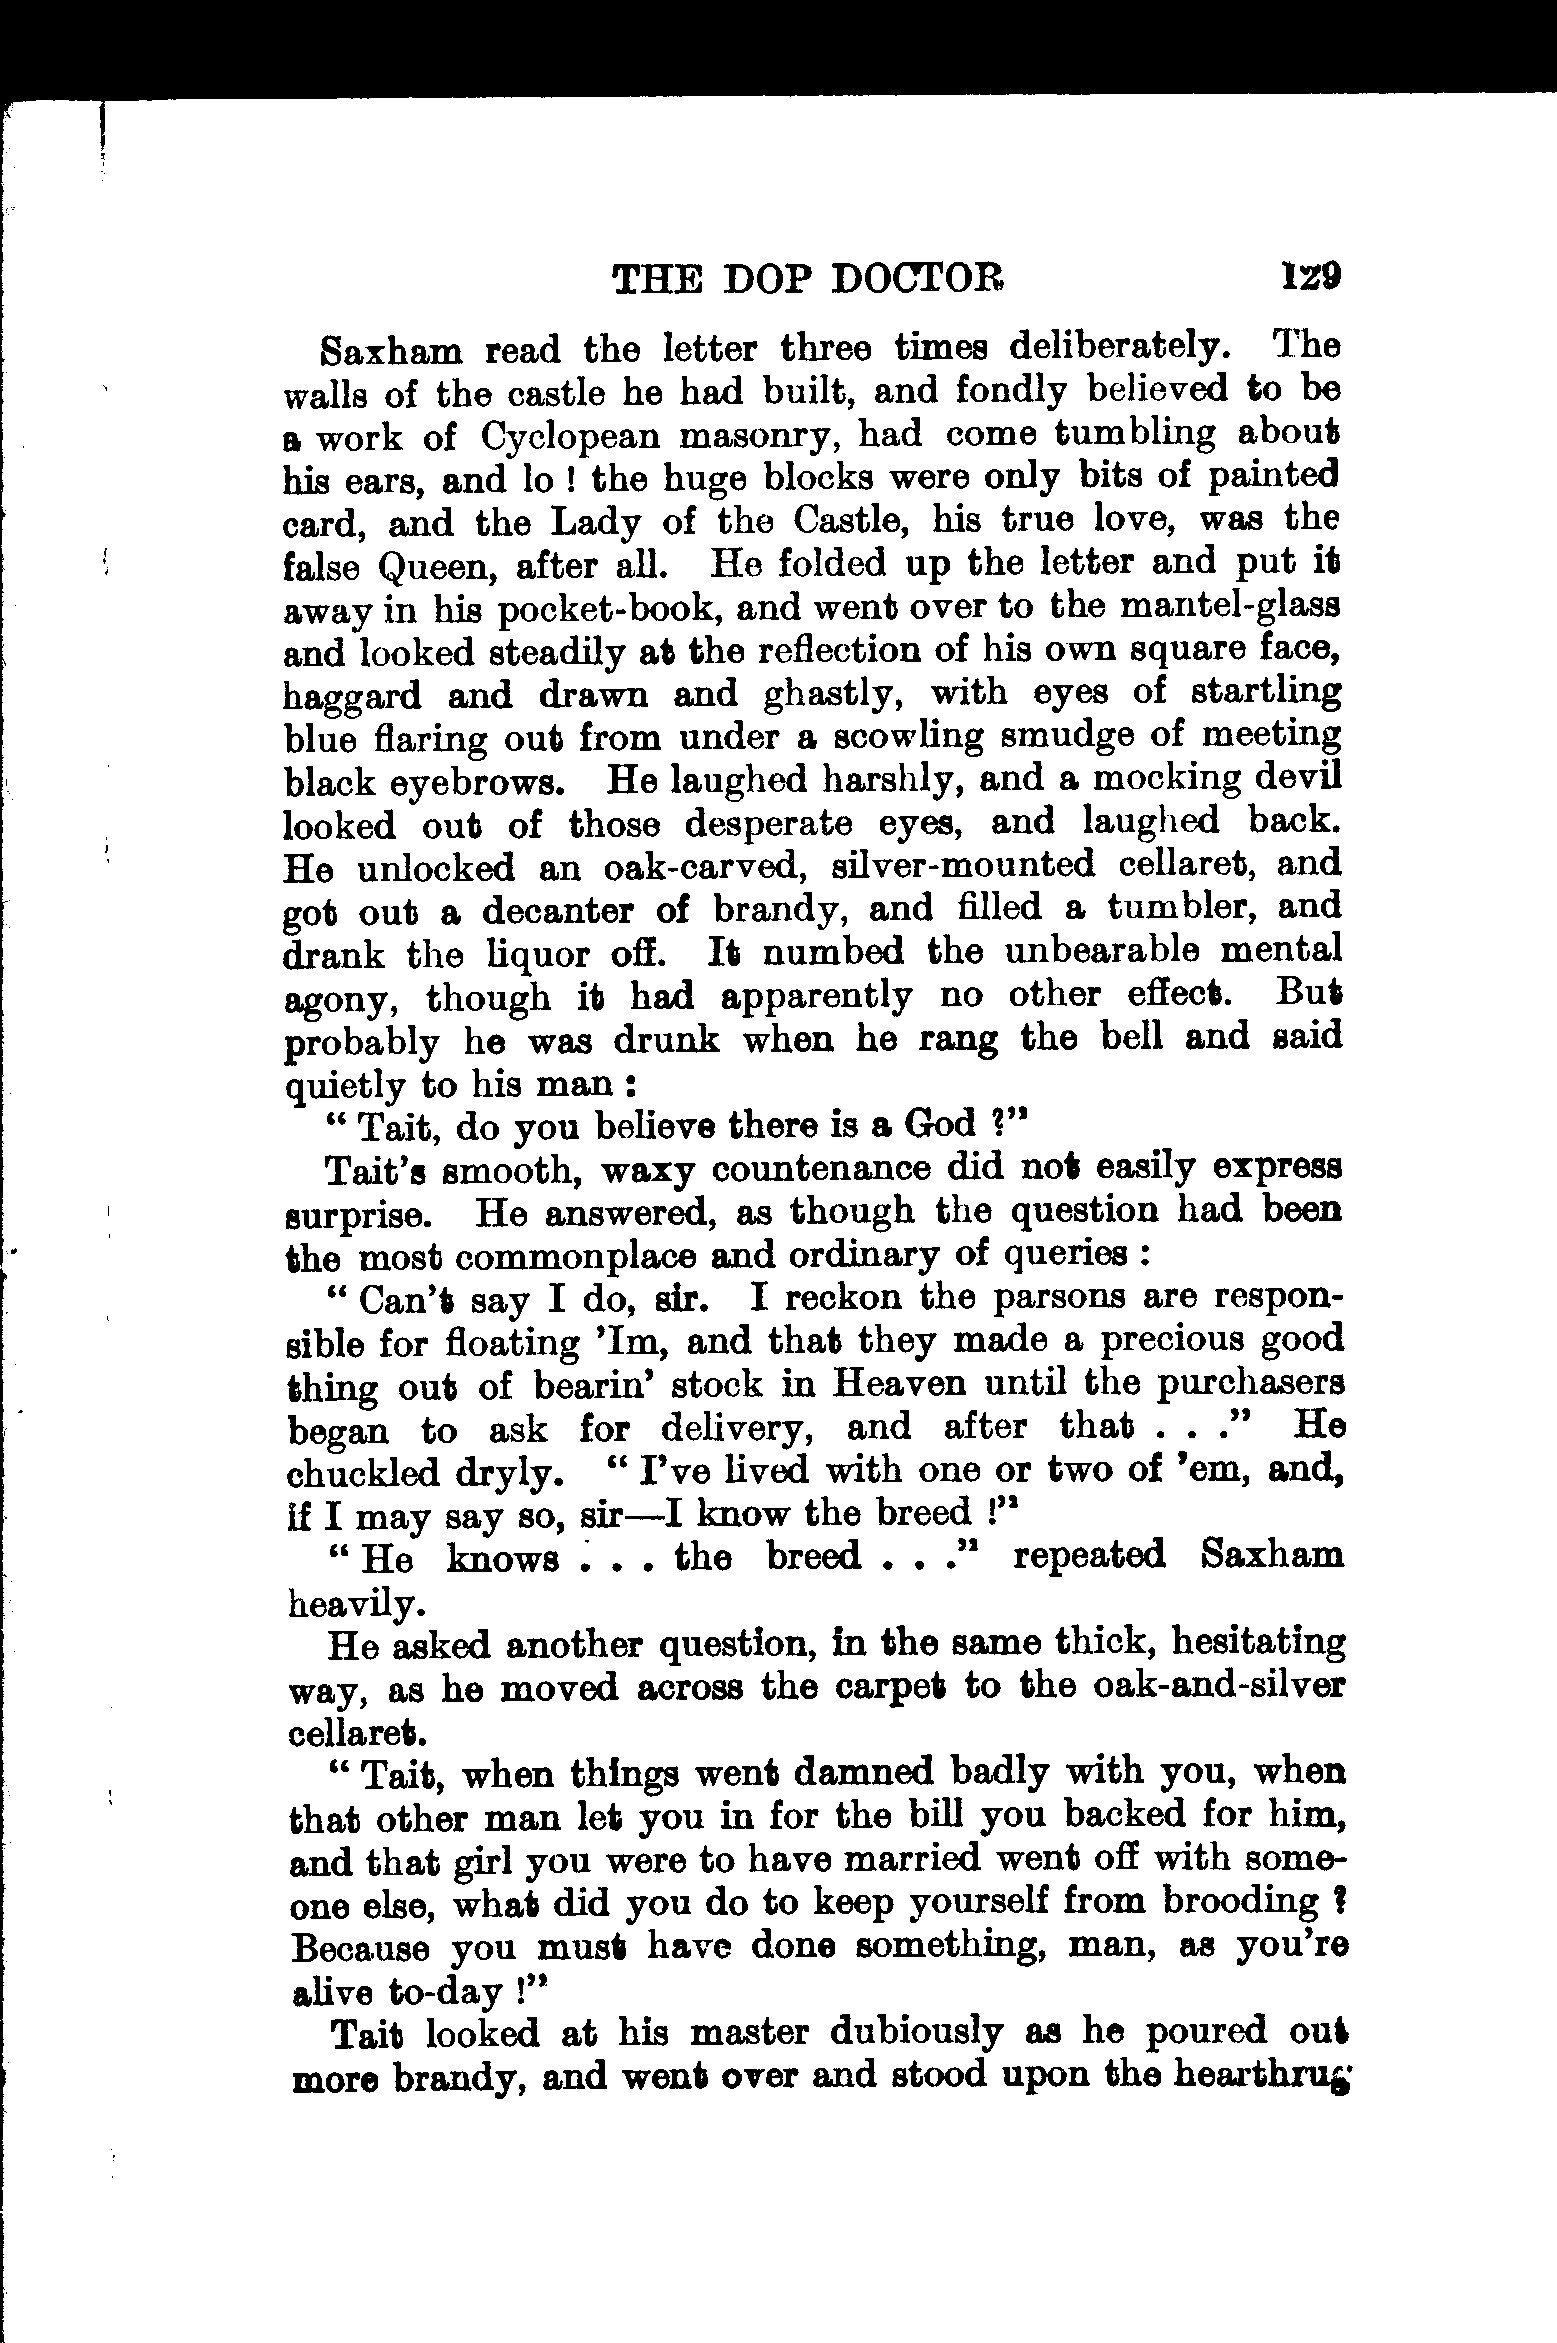 THE DOP DOCTOR 129
Saxham read the letter three times deliberately. The
walls of the castle he had built, and fondly believed to be
a work of Cyclopean masonry, had come tumbling about
his ears, and lo ! the huge blocks were only bits of painted
card, and the Lady of the Castle, his true love, was the
false Queen, after all. He folded up the letter and put it
away in his pocket-book, and went over to the mantel-glass
and looked steadily at the reflection of his own square face,
haggard and drawn and ghastly, with eyes of startling
blue flaring out from under a scowling smudge of meeting
black eyebrows. He laughed harshly, and a mocking devil
looked out of those desperate eyes, and laughed back.
He unlocked an oak-carved, silver-mounted cellaret, and
got out a decanter of brandy, and filled a tumbler, and
drank the liquor off. It numbed the unbearable mental
agony, though it had apparently no other effect. But
probably he was drunk when he rang the bell and said
quietly to his man :
“ Tait, do you believe there is a God ?”
Tait’s smooth, waxy countenance did not easily express
surprise. He answered, as though the question had been
the most commonplace and ordinary of queries :
“ Can’t say I do, sir. I reckon the parsons are respon-
sible for floating ’Im, and that they made a precious good
thing out of bearin’ stock in Heaven until the purchasers
began to ask for delivery, and after that . . .” He
chuckled dryly. “ I’ve lived with one or two of ’em, and,
if I may say so, sir—I know the breed !”
“ He knows . . . the breed . . .” repeated Saxham
heavily.
He asked another question, in the same thick, hesitating
way, as he moved across the carpet to the oak-and-silver
cellaret.
“ Tait, when things went damned badly with you, when
that other man let you in for the bill you backed for him,
and that girl you were to have married went off with some-
one else, what did you do to keep yourself from brooding ?
Because you must have done something, man, as you’re
alive to-day !”
Tait looked at his master dubiously as he poured out
more brandy, and went over and stood upon the hearthrug